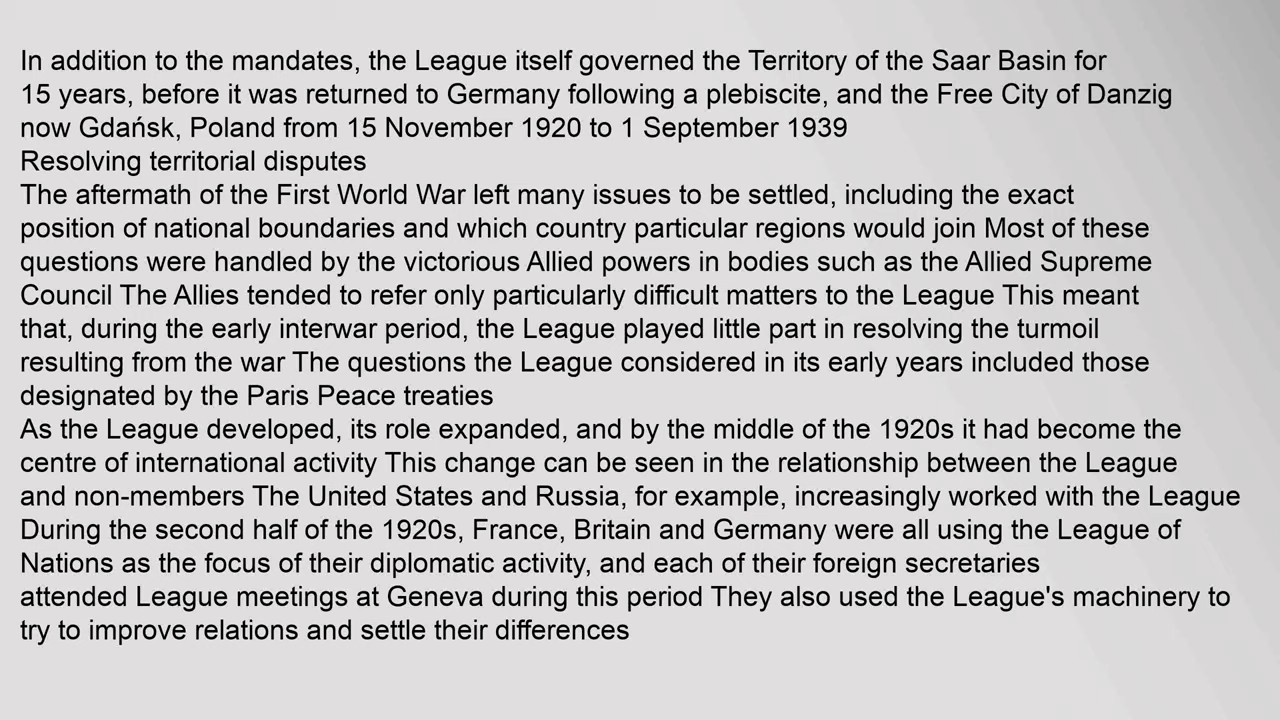 In addition to the mandates, the League itself governed the Territory of the Saar Basin for
15 years, before it was returned to Germany following a plebiscite, and the Free City of Danzig
now Gdańsk, Poland from 15 November 1920 to 1 September 1939
Resolving territorial disputes
The aftermath of the First World War left many issues to be settled, including the exact
position of national boundaries and which country particular regions would join Most of these
questions were handled by the victorious Allied powers in bodies such as the Allied Supreme
Council The Allies tended to refer only particularly difficult matters to the League This meant
that, during the early interwar period, the League played little part in resolving the turmoil
resulting from the war The questions the League considered in its early years included those
designated by the Paris Peace treaties
As the League developed, its role expanded, and by the middle of the 1920s it had become the
centre of international activity This change can be seen in the relationship between the League
and non-members The United States and Russia, for example, increasingly worked with the League
During the second half of the 1920s, France, Britain and Germany were all using the League of
Nations as the focus of their diplomatic activity, and each of their foreign secretaries
attended League meetings at Geneva during this period They also used the League's machinery to
try to improve relations and settle their differences